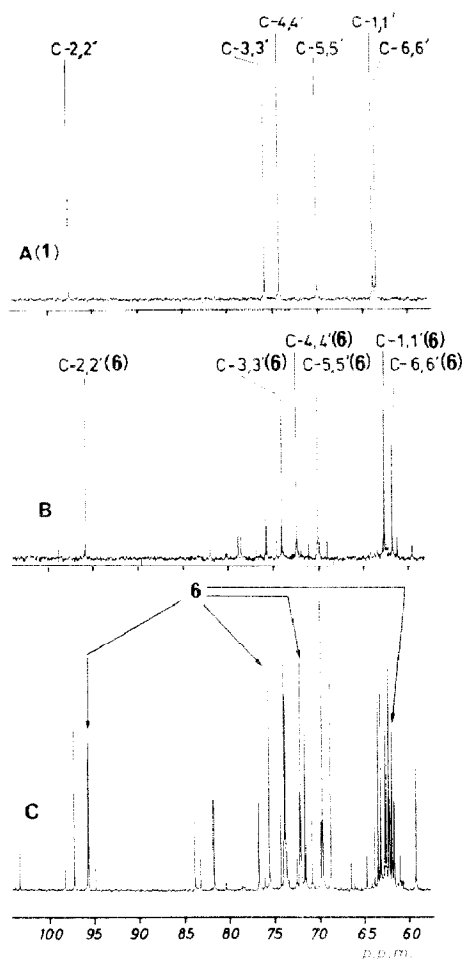 C-4,4′ C-1,1′
C-2,2′ C-3,3′ C-5,5′ C-6,6′
A(1)
C-4,4′(6) C-1,1′(6)
C-2,2′(6) C-3,3′(6) C-5,5′(6) C-6,6′(6)
B
6
C
100 95 90 85 80 75 70 65 60
p.p.m.